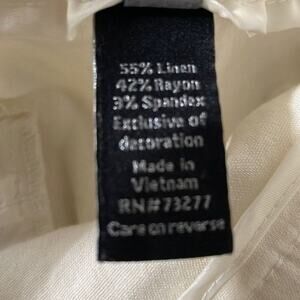 55% Linen
42% Rayon
3% Spandex
Exclusive of
decoration
Made in
Vietnam
RN#73277
Care on reverse